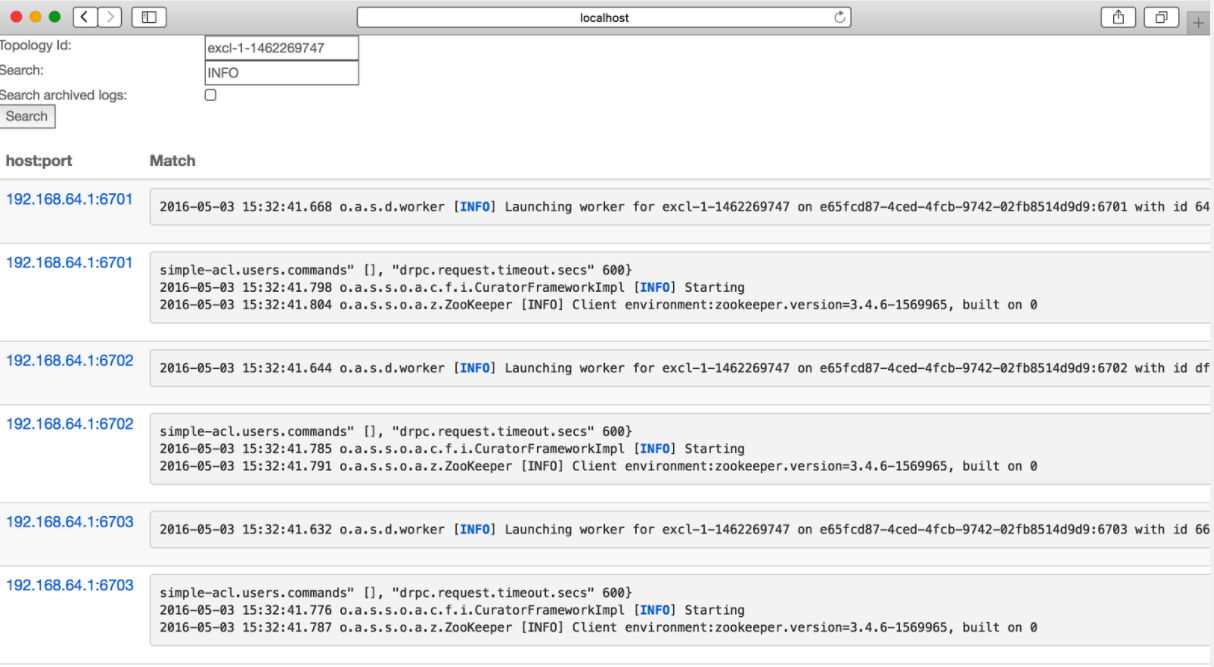 localhost
Topology Id:
excl-1-1462269747
Search:
INFO
Search archived logs:
Search
host:port Match
192.168.64.1:6701
2016-05-03 15:32:41.668 o.a.s.d.worker [INFO] Launching worker for excl-1-1462269747 on e65fcd87-4ced-4fcb-9742-02fb8514d9d9:6701 with id 64
192.168.64.1:6701
simple-acl.users.commands" [], "drpc.request.timeout.secs" 600}
2016-05-03 15:32:41.798 o.a.s.s.o.a.c.f.i.CuratorFrameworkImpl [INFO] Starting
2016-05-03 15:32:41.804 o.a.s.s.o.a.z.ZooKeeper [INFO] Client environment:zookeeper.version=3.4.6-1569965, built on 0
192.168.64.1:6702
2016-05-03 15:32:41.644 o.a.s.d.worker [INFO] Launching worker for excl-1-1462269747 on e65fcd87-4ced-4fcb-9742-02fb8514d9d9:6702 with id df
192.168.64.1:6702
simple-acl.users.commands" [], "drpc.request.timeout.secs" 600}
2016-05-03 15:32:41.785 o.a.s.s.o.a.c.f.i.CuratorFrameworkImpl [INFO] Starting
2016-05-03 15:32:41.791 o.a.s.s.o.a.z.ZooKeeper [INFO] Client environment:zookeeper.version=3.4.6-1569965, built on 0
192.168.64.1:6703
2016-05-03 15:32:41.632 o.a.s.d.worker [INFO] Launching worker for excl-1-1462269747 on e65fcd87-4ced-4fcb-9742-02fb8514d9d9:6703 with id 66
192.168.64.1:6703
simple-acl.users.commands" [], "drpc.request.timeout.secs" 600}
2016-05-03 15:32:41.776 o.a.s.s.o.a.c.f.i.CuratorFrameworkImpl [INFO] Starting
2016-05-03 15:32:41.787 o.a.s.s.o.a.z.ZooKeeper [INFO] Client environment:zookeeper.version=3.4.6-1569965, built on 0